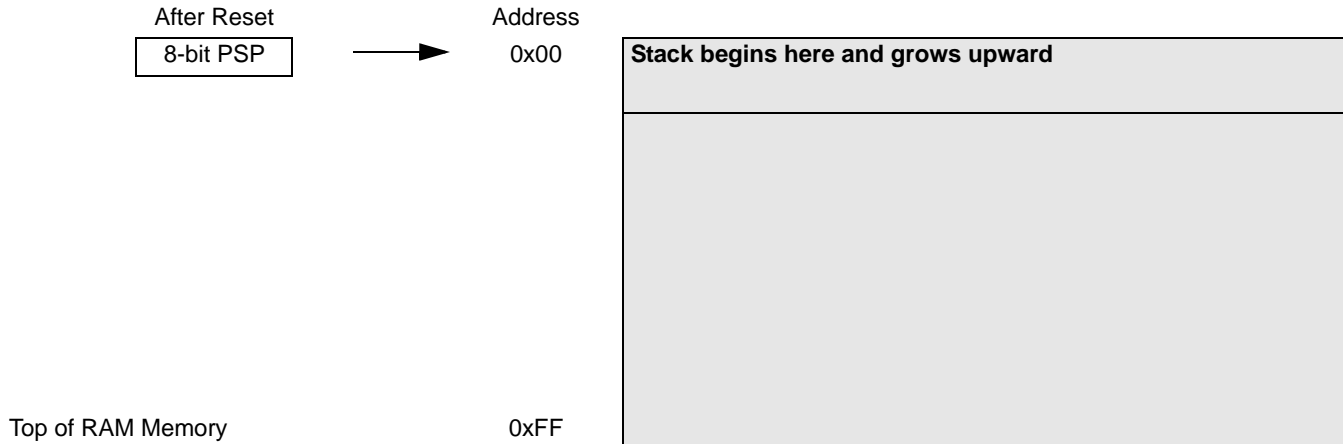 After Reset Address
8-bit PSP 0x00 Stack begins here and grows upward
Top of RAM Memory 0xFF